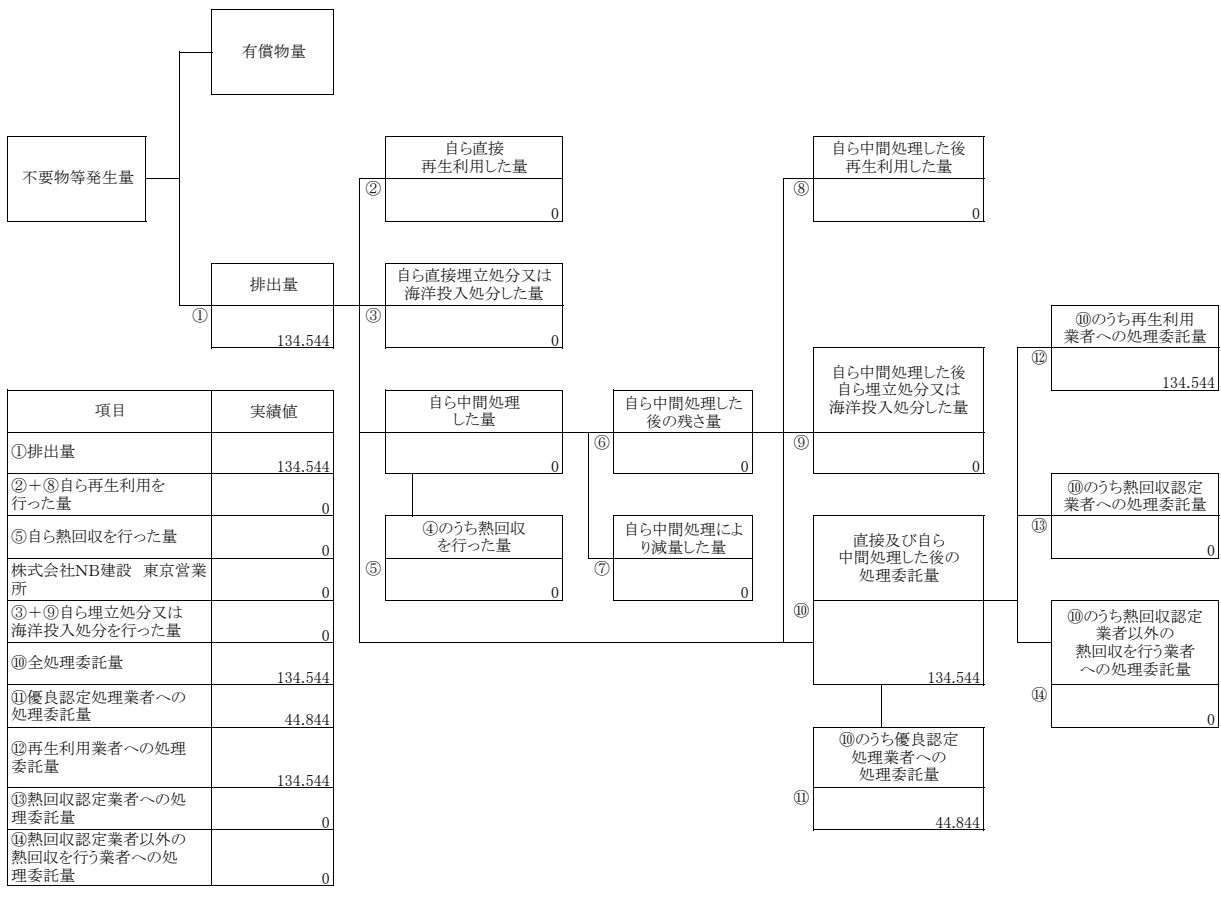 有償物量
不要物等発生量
自ら直接
再生利用した量
②
0
自ら中間処理した後
再生利用した量
⑧
0
排出量
①
134.544
自ら直接埋立処分又は
海洋投入処分した量
③
0
⑩のうち再生利用
業者への処理委託量
⑫
134.544
自ら中間処理
した量
0
自ら中間処理した
後の残さ量
⑥
0
自ら中間処理した後
自ら埋立処分又は
海洋投入処分した量
⑨
0
⑩のうち熱回収認定
業者への処理委託量
⑬
0
④のうち熱回収
を行った量
⑤
0
自ら中間処理によ
り減量した量
⑦
0
直接及び自ら
中間処理した後の
処理委託量
⑩
134.544
⑩のうち熱回収認定
業者以外の
熱回収を行う業者
への処理委託量
⑭
0
⑩のうち優良認定
処理業者への
処理委託量
⑪
44.844
項目 実績値
①排出量
134.544
②＋⑧自ら再生利用を
行った量
0
⑤自ら熱回収を行った量
0
株式会社NB建設　東京営業
所
0
③＋⑨自ら埋立処分又は
海洋投入処分を行った量
0
⑩全処理委託量
134.544
⑪優良認定処理業者への
処理委託量
44.844
⑫再生利用業者への処理
委託量
134.544
⑬熱回収認定業者への処
理委託量
0
⑭熱回収認定業者以外の
熱回収を行う業者への処
理委託量
0